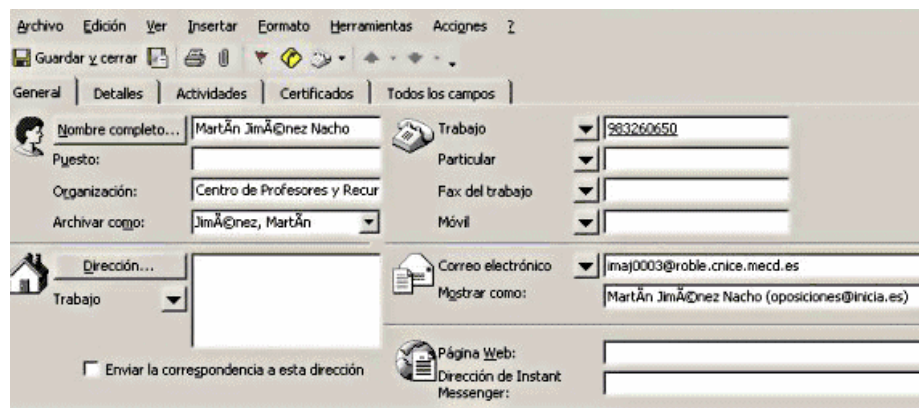 Archivo Edición Ver Insertar Formato Herramientas Acciones ?
Guardar y cerrar
General Detalles Actividades Certificados Todos los campos
Nombre completo... MartÃn JimÃ©nez Nacho
Puesto:
Organización: Centro de Profesores y Recur
Archivar como: JimÃ©nez, MartÃn
Trabajo 983260650
Particular
Fax del trabajo
Móvil
Dirección...
Trabajo
Enviar la correspondencia a esta dirección
Correo electrónico imaj0003@roble.cnice.mecd.es
Mostrar como: MartÃn JimÃ©nez Nacho (oposiciones@inicia.es)
Página Web:
Dirección de Instant
Messenger: